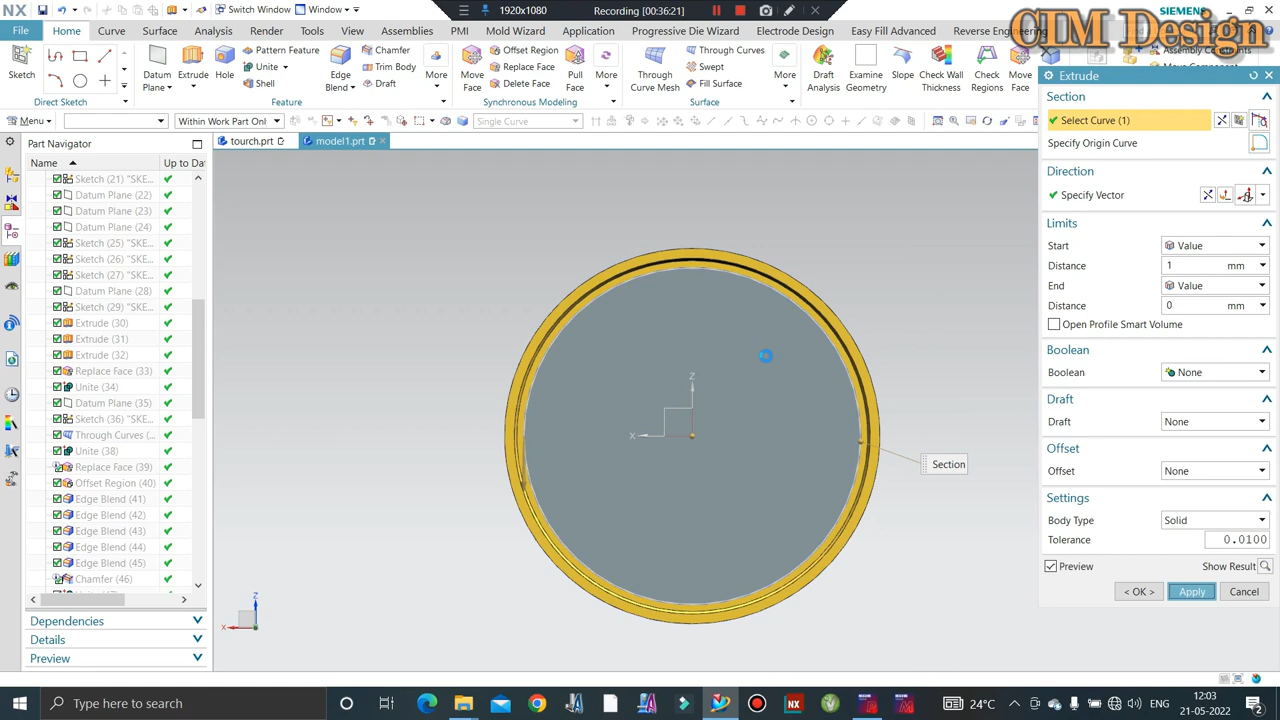 NX
Switch Window
Window
1920x1080
Recording [00:36:21]
SIEMENS
CIM Design
File
Home
Curve
Surface
Analysis
Render
Tools
View
Assemblies
PMI
Mold Wizard
Application
Progressive Die Wizard
Electrode Design
Easy Fill Advanced
Reverse Engineering
Sketch
Direct Sketch
Datum Plane
Extrude
Hole
Pattern Feature
Unite
Shell
Edge Blend
Chamfer
Trim Body
Draft
More
Feature
Move Face
Offset Region
Replace Face
Delete Face
Pull Face
More
Synchronous Modeling
Through Curve Mesh
Through Curves
Swept
Fill Surface
More
Surface
Draft Analysis
Examine Geometry
Slope
Check Wall Thickness
Check Regions
Move Face
Assembly Constraints
Move Component
Menu
Within Work Part Only
Single Curve
Part Navigator
tourch.prt
model1.prt
Name
Up to Da
Sketch (21) "SKE...
Datum Plane (22)
Datum Plane (23)
Datum Plane (24)
Sketch (25) "SKE...
Sketch (26) "SKE...
Sketch (27) "SKE...
Datum Plane (28)
Sketch (29) "SKE...
Extrude (30)
Extrude (31)
Extrude (32)
Replace Face (33)
Unite (34)
Datum Plane (35)
Sketch (36) "SKE...
Through Curves (...
Unite (38)
Replace Face (39)
Offset Region (40)
Edge Blend (41)
Edge Blend (42)
Edge Blend (43)
Edge Blend (44)
Edge Blend (45)
Chamfer (46)
Dependencies
Details
Preview
Z
X
Section
Z
X
Extrude
Section
Select Curve (1)
Specify Origin Curve
Direction
Specify Vector
Limits
Start
Value
Distance
1 mm
End
Value
Distance
0 mm
Open Profile Smart Volume
Boolean
Boolean
None
Draft
Draft
None
Offset
Offset
None
Settings
Body Type
Solid
Tolerance
0.0100
Preview
Show Result
< OK >
Apply
Cancel
Type here to search
24°C
ENG
12:03
21-05-2022